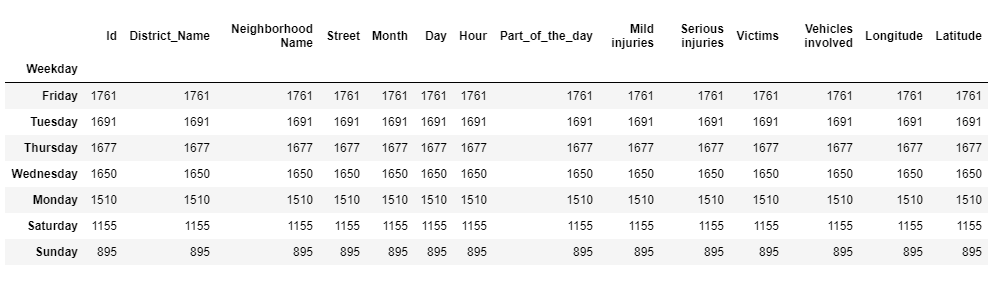 Id District_Name Neighborhood Name Street Month Day Hour Part_of_the_day Mild injuries Serious injuries Victims Vehicles involved Longitude Latitude
Weekday
Friday 1761 1761 1761 1761 1761 1761 1761 1761 1761 1761 1761 1761 1761 1761
Tuesday 1691 1691 1691 1691 1691 1691 1691 1691 1691 1691 1691 1691 1691 1691
Thursday 1677 1677 1677 1677 1677 1677 1677 1677 1677 1677 1677 1677 1677 1677
Wednesday 1650 1650 1650 1650 1650 1650 1650 1650 1650 1650 1650 1650 1650 1650
Monday 1510 1510 1510 1510 1510 1510 1510 1510 1510 1510 1510 1510 1510 1510
Saturday 1155 1155 1155 1155 1155 1155 1155 1155 1155 1155 1155 1155 1155 1155
Sunday 895 895 895 895 895 895 895 895 895 895 895 895 895 895